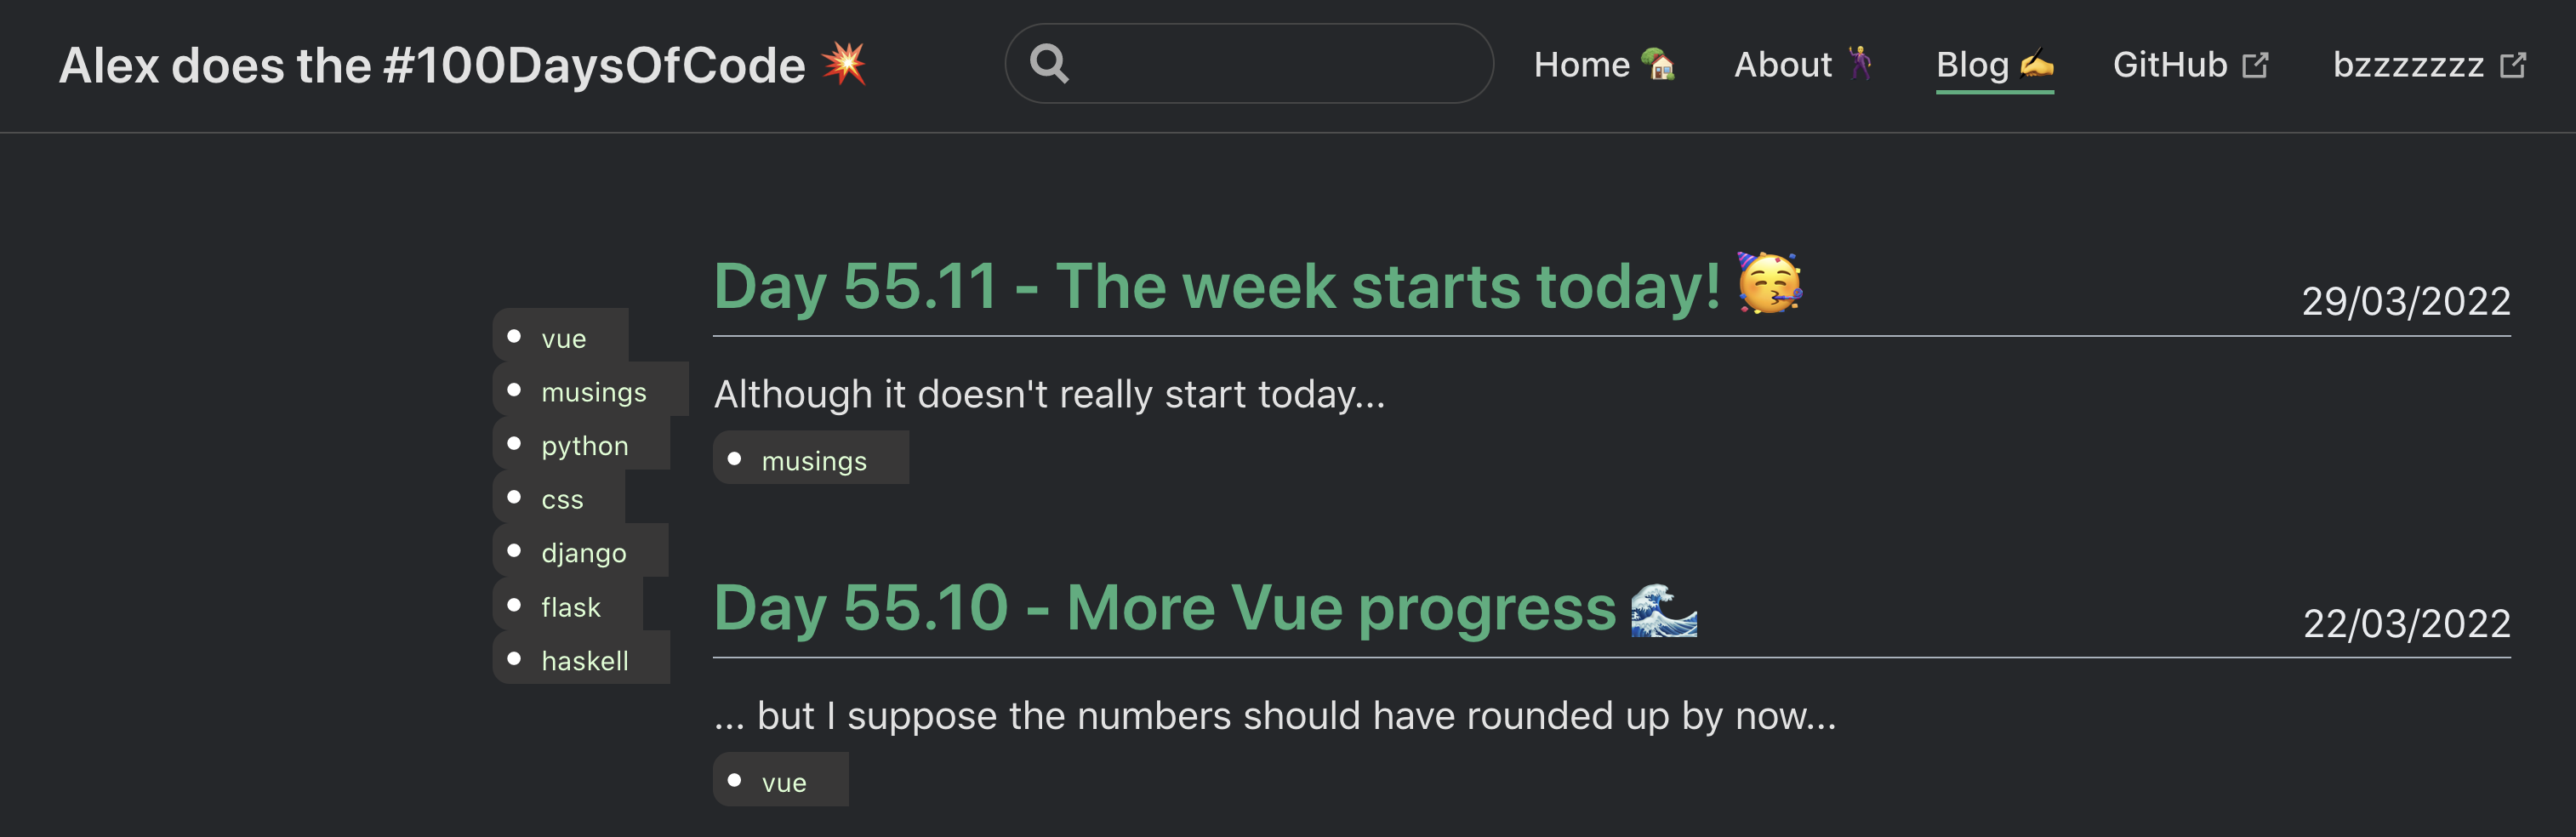 Alex does the #100DaysOfCode 💥
Home 🏡 About 🕺 Blog ✍️ GitHub bzzzzzzz
vue
musings
python
css
django
flask
haskell
Day 55.11 - The week starts today! 🥳 29/03/2022
Although it doesn't really start today...
musings
Day 55.10 - More Vue progress 🌊 22/03/2022
... but I suppose the numbers should have rounded up by now...
vue